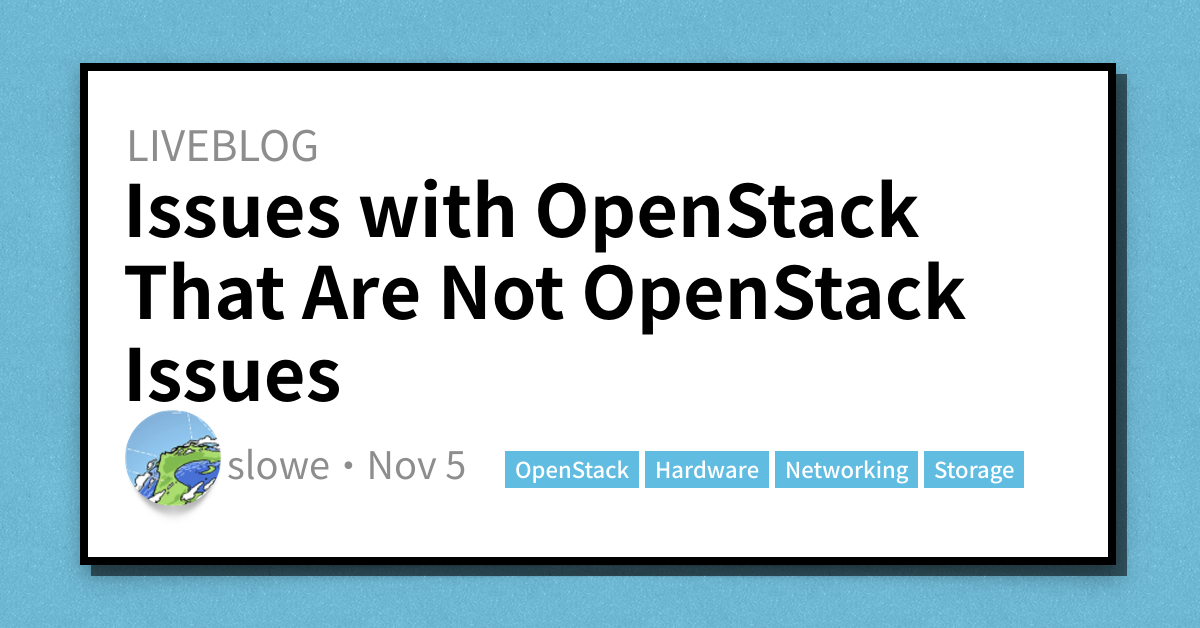 LIVEBLOG
Issues with OpenStack
That Are Not OpenStack
Issues
slowe • Nov 5 OpenStack Hardware Networking Storage